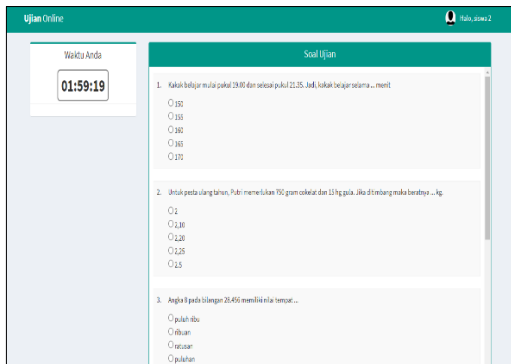 Ujian Online
Halo, siswa 2
Waktu Anda
01:59:19
Soal Ujian
1. Kakak belajar mulai pukul 19.00 dan selesai pukul 21.35. Jadi, kakak belajar selama ... menit
150
155
160
165
170
2. Untuk pesta ulang tahun, Putri memerlukan 750 gram cokelat dan 15 hg gula. Jika ditimbang maka beratnya ... kg.
2
2,10
2,20
2,25
2,5
3. Angka 8 pada bilangan 28.456 memiliki nilai tempat ...
puluh ribu
ribuan
ratusan
puluhan